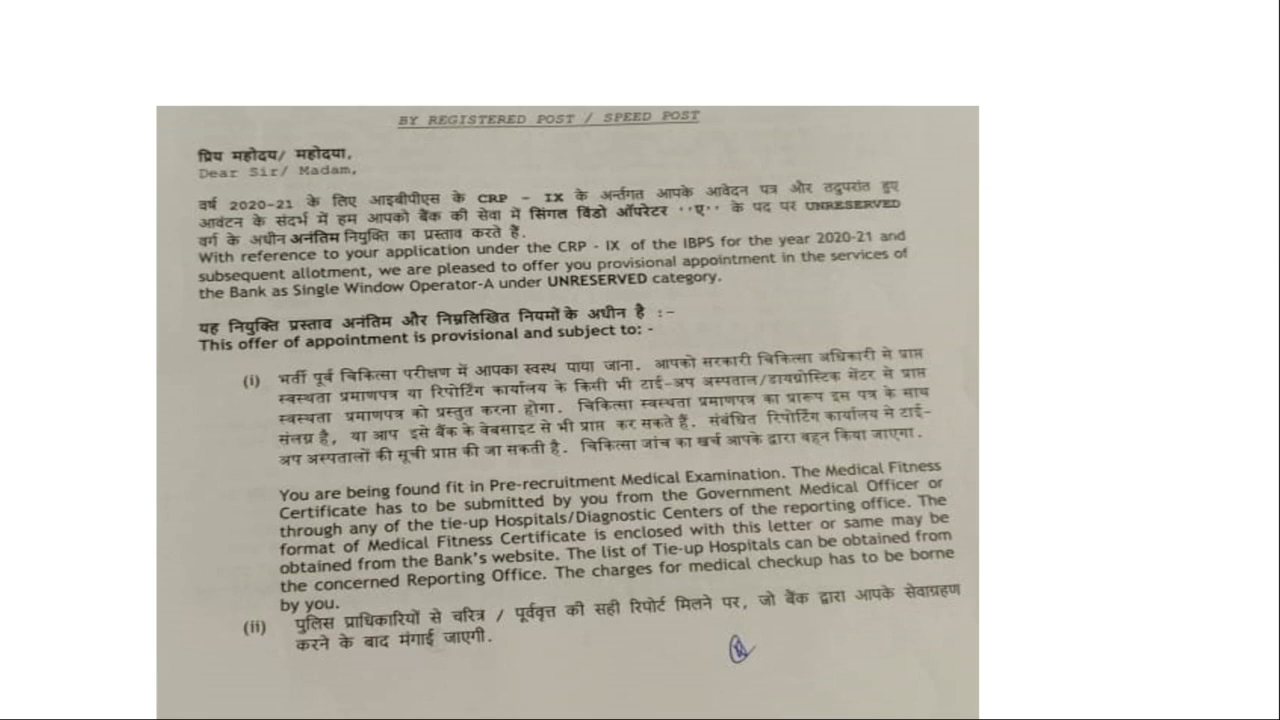 BY REGISTERED POST / SPEED POST
प्रिय महोदय/ महोदया,
Dear Sir/ Madam,
वर्ष 2020-21 के लिए आइबीपीएस के CRP - IX के अर्न्तगत आपके आवेदन पत्र और तदुपरांत हुए
आवंटन के संदर्भ में हम आपको बैंक की सेवा में सिंगल विंडो ऑपरेटर ''ए'' के पद पर UNRESERVED
वर्ग के अधीन अनंतिम नियुक्ति का प्रस्ताव करते हैं.
With reference to your application under the CRP - IX of the IBPS for the year 2020-21 and
subsequent allotment, we are pleased to offer you provisional appointment in the services of
the Bank as Single Window Operator-A under UNRESERVED category.
यह नियुक्ति प्रस्ताव अनंतिम और निम्नलिखित नियमों के अधीन है :-
This offer of appointment is provisional and subject to: -
(i) भर्ती पूर्व चिकित्सा परीक्षण में आपका स्वस्थ पाया जाना. आपको सरकारी चिकित्सा अधिकारी से प्राप्त
स्वस्थता प्रमाणपत्र या रिपोर्टिंग कार्यालय के किसी भी टाई-अप अस्पताल/डायग्नोस्टिक सेंटर से प्राप्त
स्वस्थता प्रमाणपत्र को प्रस्तुत करना होगा. चिकित्सा स्वस्थता प्रमाणपत्र का प्रारूप इस पत्र के साथ
संलग्न है, या आप इसे बैंक के वेबसाइट से भी प्राप्त कर सकते हैं. संबंधित रिपोर्टिंग कार्यालय से टाई-
अप अस्पतालों की सूची प्राप्त की जा सकती है. चिकित्सा जांच का खर्च आपके द्वारा वहन किया जाएगा.
You are being found fit in Pre-recruitment Medical Examination. The Medical Fitness
Certificate has to be submitted by you from the Government Medical Officer or
through any of the tie-up Hospitals/Diagnostic Centers of the reporting office. The
format of Medical Fitness Certificate is enclosed with this letter or same may be
obtained from the Bank's website. The list of Tie-up Hospitals can be obtained from
the concerned Reporting Office. The charges for medical checkup has to be borne
by you.
(ii) पुलिस प्राधिकारियों से चरित्र / पूर्ववृत्त की सही रिपोर्ट मिलने पर, जो बैंक द्वारा आपके सेवाग्रहण
करने के बाद मंगाई जाएगी.